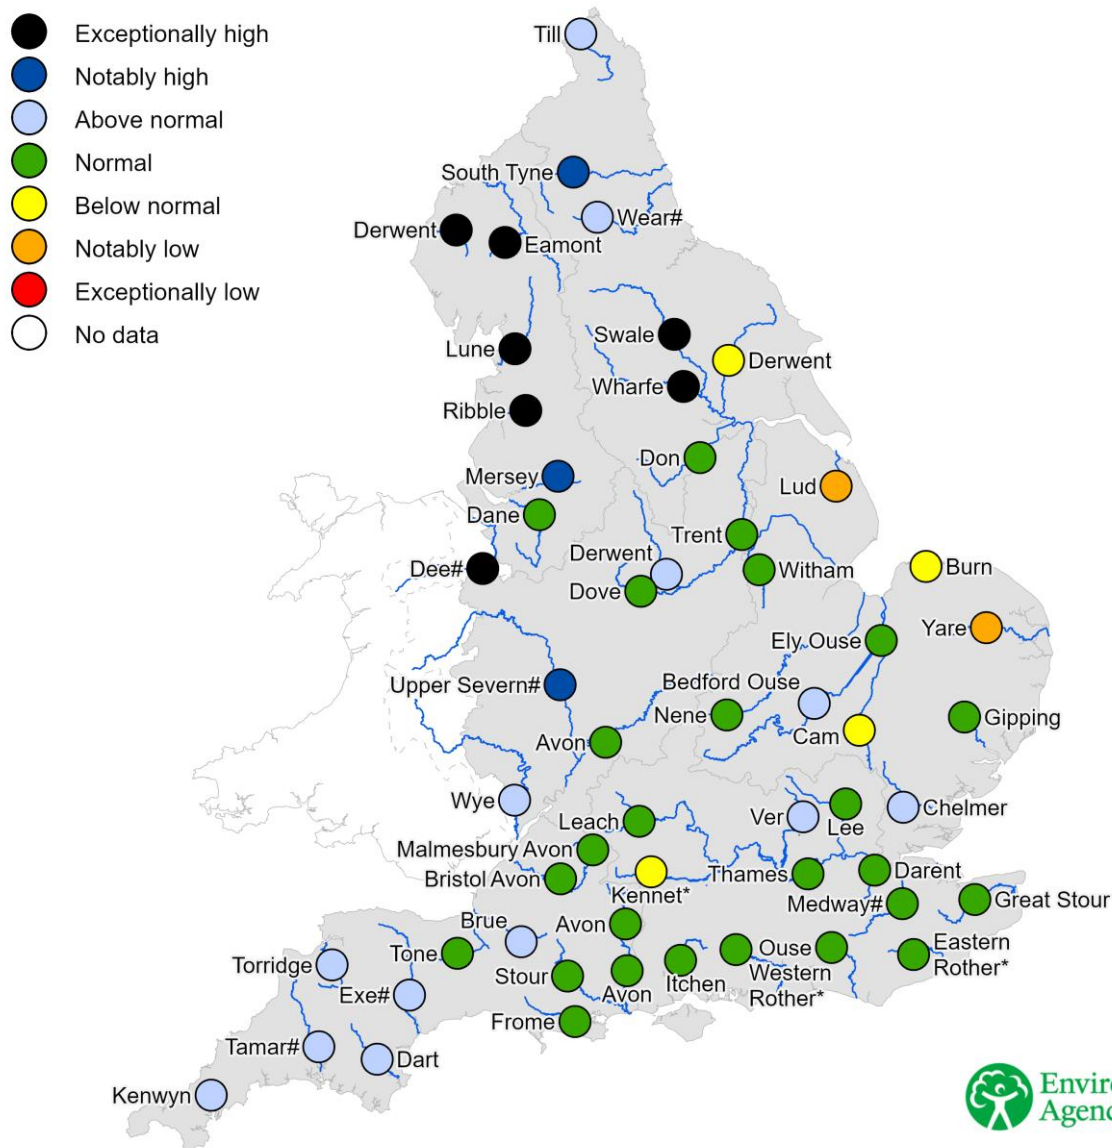 Exceptionally high
Notably high
Above normal
Normal
Below normal
Notably low
Exceptionally low
No data
Till
South Tyne
Wear#
Derwent
Eamont
Lune
Swale
Derwent
Wharfe
Ribble
Don
Mersey
Lud
Dane
Trent
Derwent
Dee#
Witham
Burn
Dove
Yare
Ely Ouse
Upper Severn#
Bedford Ouse
Nene
Gipping
Cam
Avon
Wye
Chelmer
Ver
Leach
Lee
Malmesbury Avon
Thames
Darent
Bristol Avon
Kennet*
Medway#
Great Stour
Brue
Avon
Tone
Ouse
Eastern
Rother*
Torridge
Stour
Avon
Itchen
Western
Rother*
Exe#
Frome
Tamar#
Dart
Kenwyn
Agen